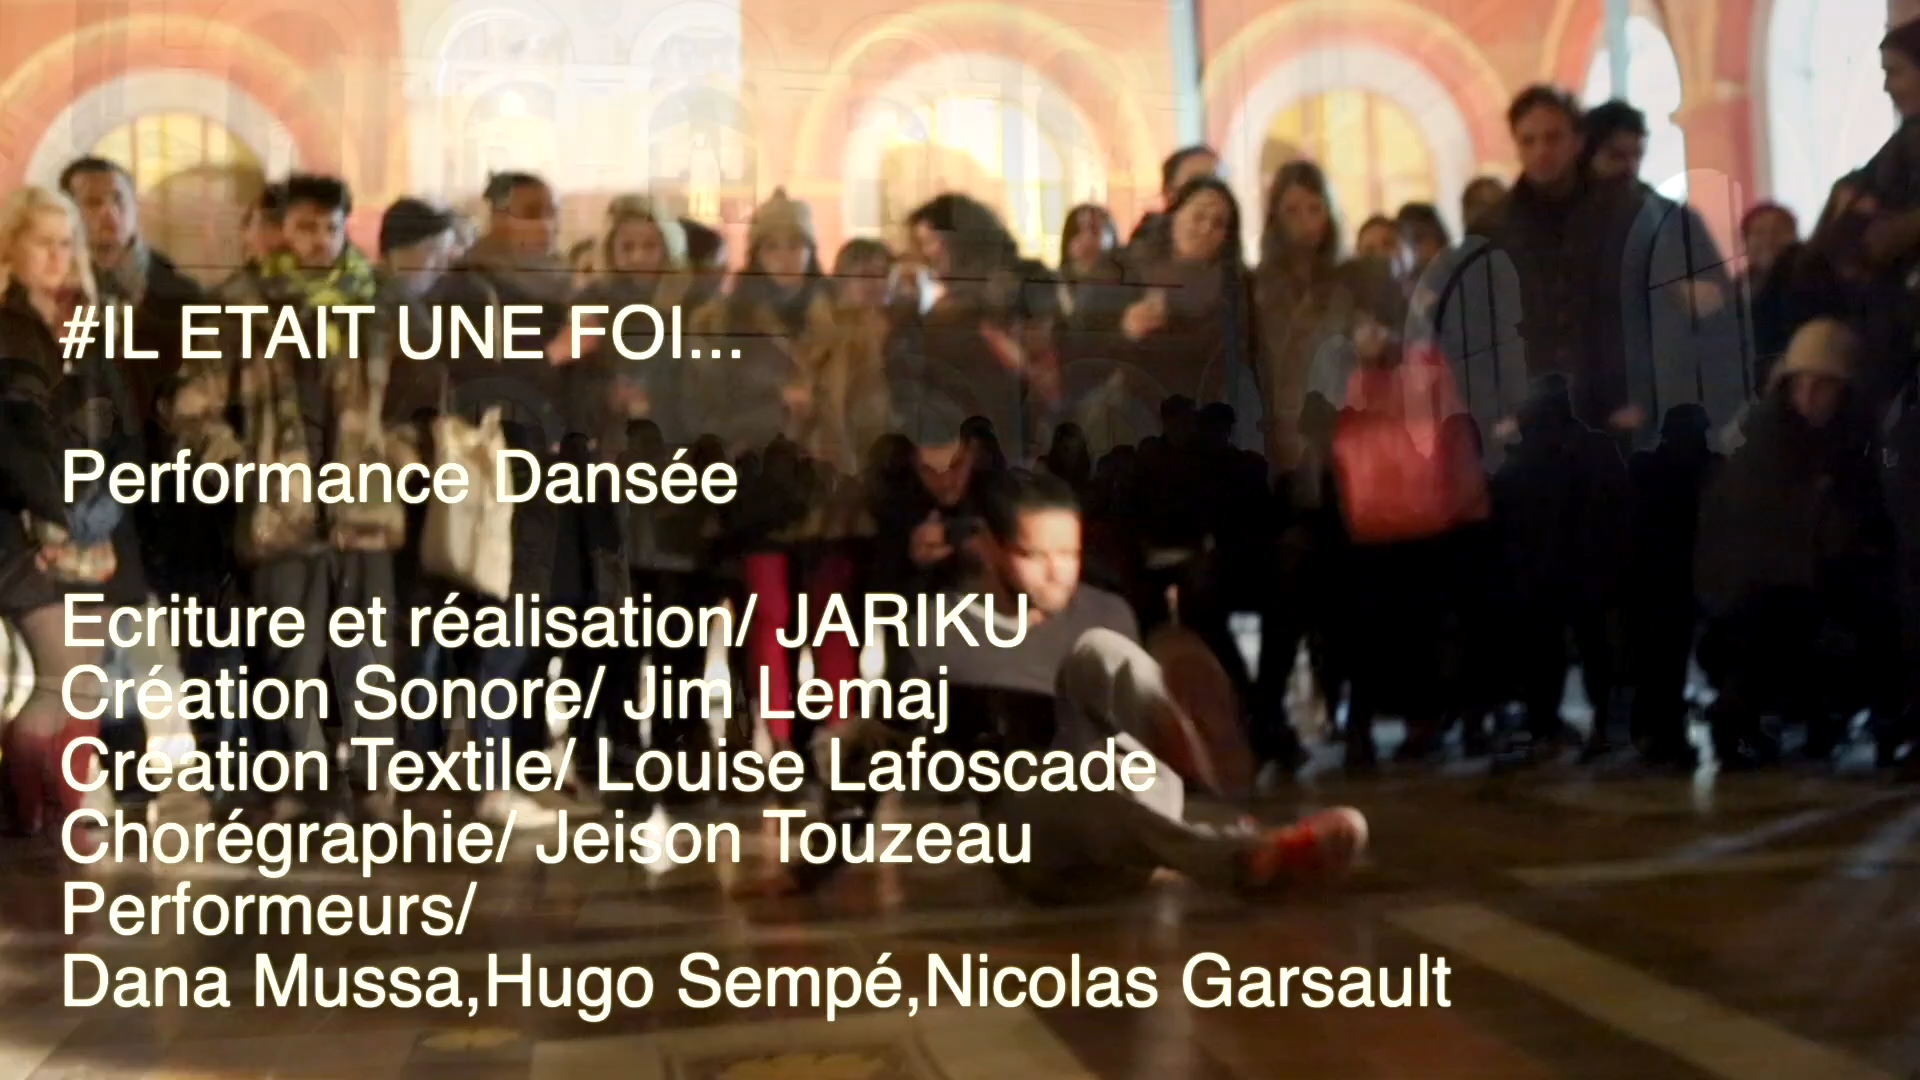 #IL ETAIT UNE FOI...
Performance Dansée
Ecriture et réalisation/ JARIKU
Création Sonore/ Jim Lemaj
Création Textile/ Louise Lafoscade
Chorégraphie/ Jeison Touzeau
Performeurs/
Dana Mussa,Hugo Sempé,Nicolas Garsault